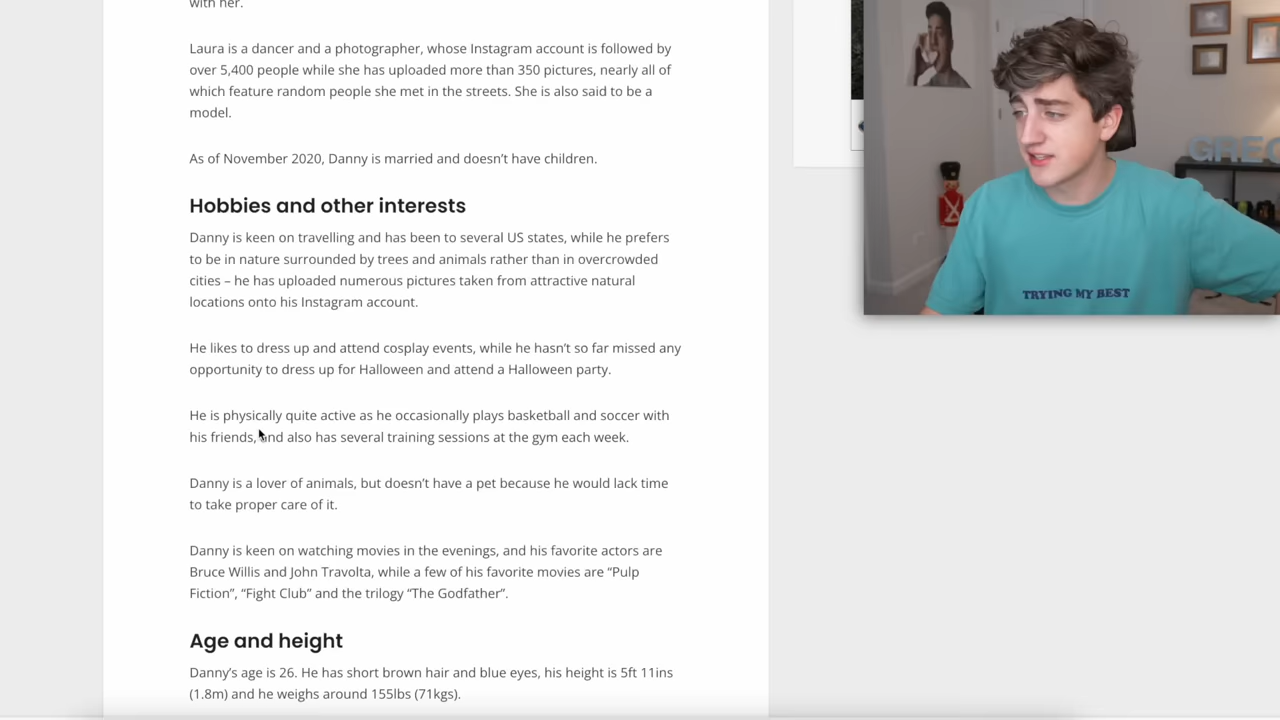 with her.
Laura is a dancer and a photographer, whose Instagram account is followed by
over 5,400 people while she has uploaded more than 350 pictures, nearly all of
which feature random people she met in the streets. She is also said to be a
model.
As of November 2020, Danny is married and doesn’t have children.
Hobbies and other interests
Danny is keen on travelling and has been to several US states, while he prefers
to be in nature surrounded by trees and animals rather than in overcrowded
cities – he has uploaded numerous pictures taken from attractive natural
locations onto his Instagram account.
He likes to dress up and attend cosplay events, while he hasn’t so far missed any
opportunity to dress up for Halloween and attend a Halloween party.
He is physically quite active as he occasionally plays basketball and soccer with
his friends, and also has several training sessions at the gym each week.
Danny is a lover of animals, but doesn’t have a pet because he would lack time
to take proper care of it.
Danny is keen on watching movies in the evenings, and his favorite actors are
Bruce Willis and John Travolta, while a few of his favorite movies are “Pulp
Fiction”, “Fight Club” and the trilogy “The Godfather”.
Age and height
Danny’s age is 26. He has short brown hair and blue eyes, his height is 5ft 11ins
(1.8m) and he weighs around 155lbs (71kgs).
GREG
TRYING MY BEST